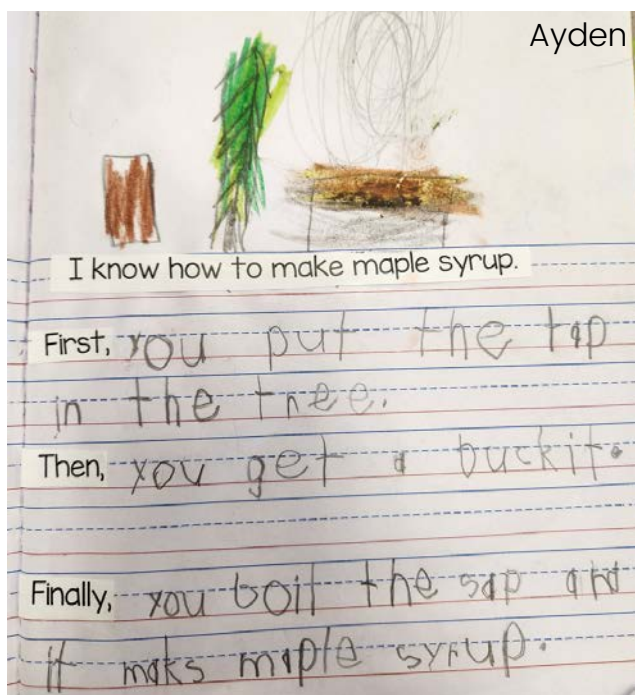 Ayden
I know how to make maple syrup.
First, you put the tap
in the tree.
Then, you get a buckit.
Finally, you boil the sap and
it maks maple syrup.